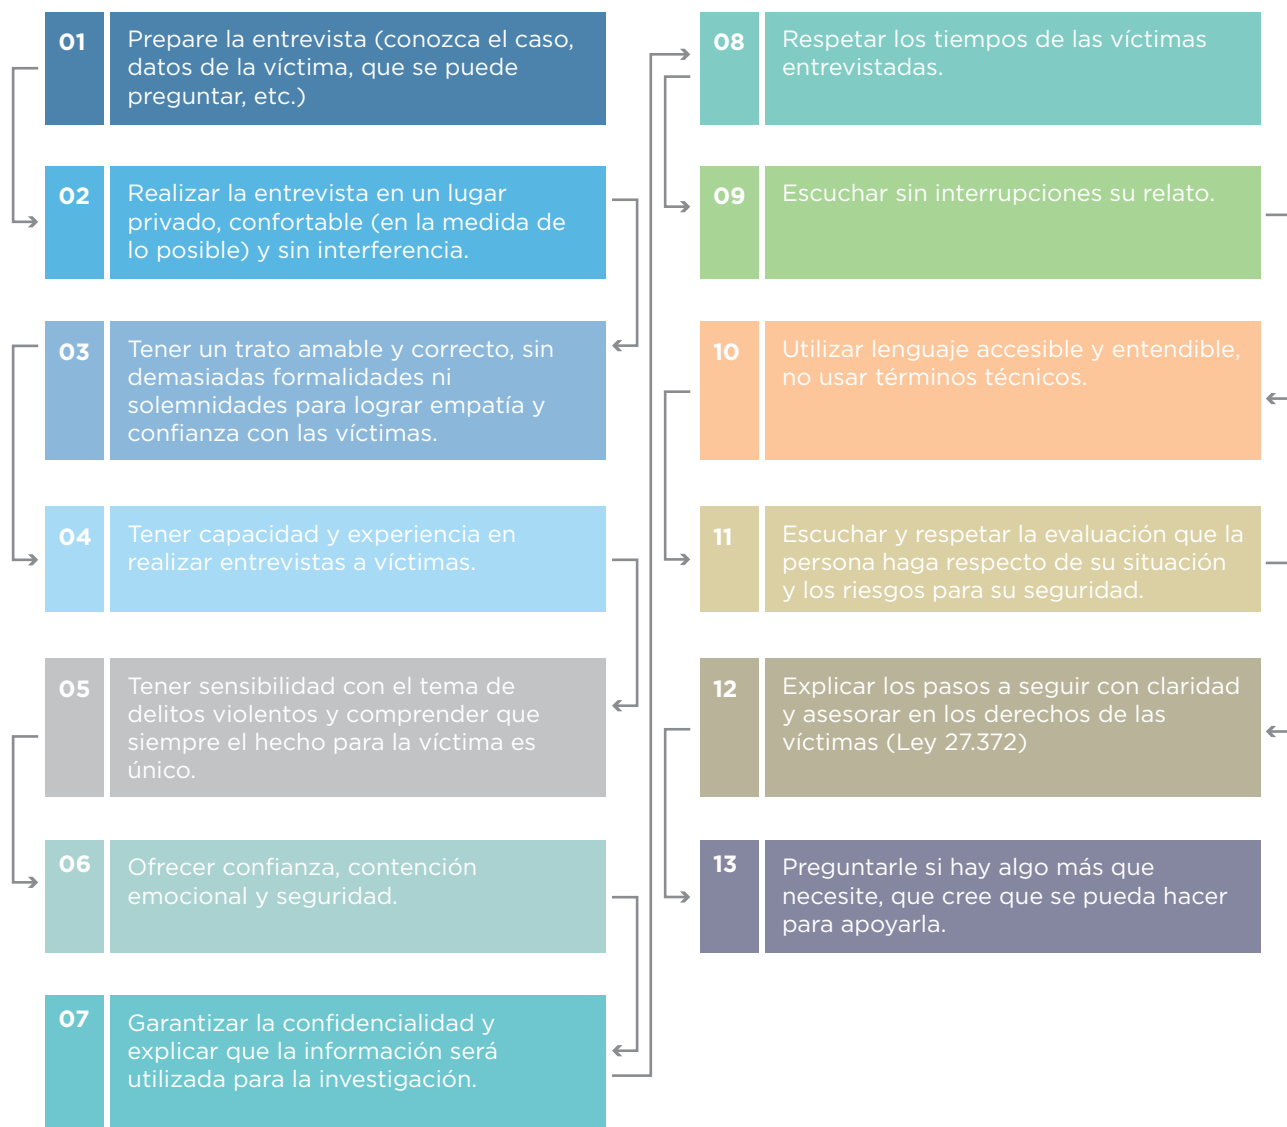 01
Prepare la entrevista (conozca el caso,
datos de la víctima, que se puede
preguntar, etc.)
02
Realizar la entrevista en un lugar
privado, confortable (en la medida de
lo posible) y sin interferencia.
03
Tener un trato amable y correcto, sin
demasiadas formalidades ni
solemnidades para lograr empatía y
confianza con las víctimas.
04
Tener capacidad y experiencia en
realizar entrevistas a víctimas.
05
Tener sensibilidad con el tema de
delitos violentos y comprender que
siempre el hecho para la víctima es
único.
06
Ofrecer confianza, contención
emocional y seguridad.
07
Garantizar la confidencialidad y
explicar que la información será
utilizada para la investigación.
08
Respetar los tiempos de las víctimas
entrevistadas.
09
Escuchar sin interrupciones su relato.
10
Utilizar lenguaje accesible y entendible,
no usar términos técnicos.
11
Escuchar y respetar la evaluación que la
persona haga respecto de su situación
y los riesgos para su seguridad.
12
Explicar los pasos a seguir con claridad
y asesorar en los derechos de las
víctimas (Ley 27.372)
13
Preguntarle si hay algo más que
necesite, que cree que se pueda hacer
para apoyarla.